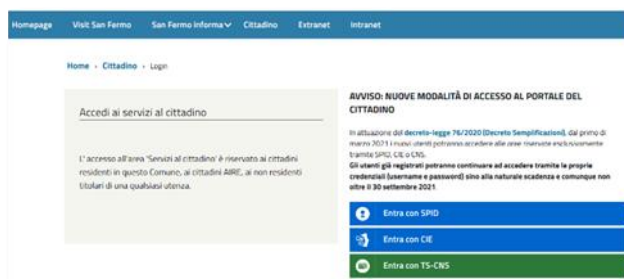 Homepage Visit San Fermo San Fermo informa Cittadino Extranet Intranet
Home › Cittadino › Login
Accedi ai servizi al cittadino
L' accesso all'area 'Servizi al cittadino' è riservato ai cittadini
residenti in questo Comune, ai cittadini AIRE, ai non residenti
titolari di una qualsiasi utenza.
AVVISO: NUOVE MODALITÀ DI ACCESSO AL PORTALE DEL
CITTADINO
In attuazione del decreto-legge 76/2020 (Decreto Semplificazioni), dal primo di
marzo 2021 i nuovi utenti potranno accedere alle aree riservate esclusivamente
tramite SPID, CIE o CNS.
Gli utenti già registrati potranno continuare ad accedere tramite le proprie
credenziali (username e password) sino alla naturale scadenza e comunque non
oltre il 30 settembre 2021.
Entra con SPID
Entra con CIE
Entra con TS-CNS